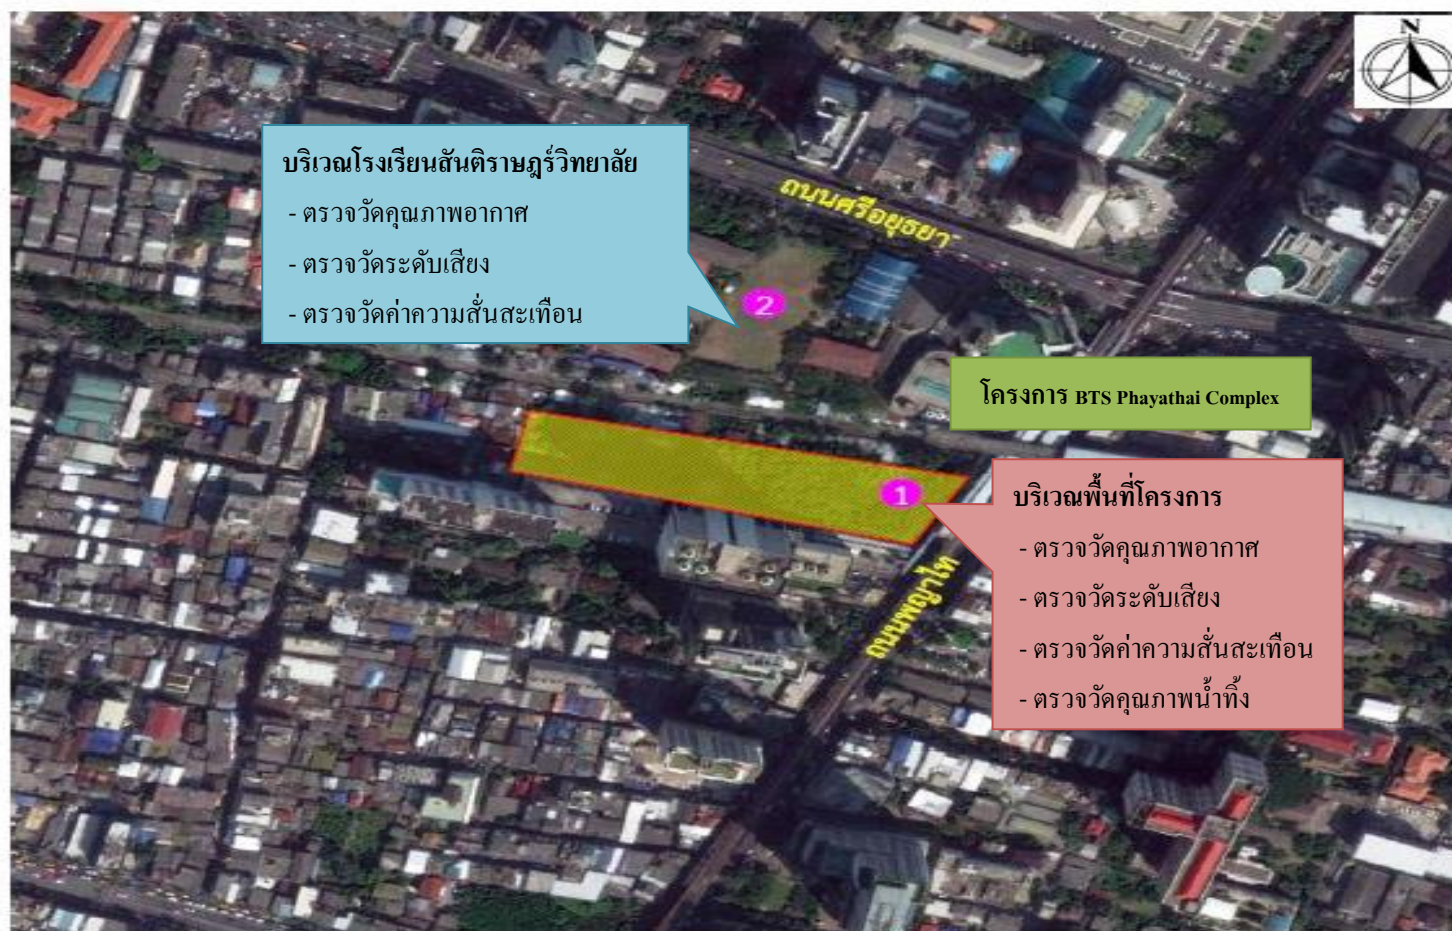 N
บริเวณโรงเรียนสันติราษฎร์วิทยาลัย
- ตรวจวัดคุณภาพอากาศ
- ตรวจวัดระดับเสียง
- ตรวจวัดค่าความสั่นสะเทือน
ถนนศรีอยุธยา
2
โครงการ BTS Phayathai Complex
1
บริเวณพื้นที่โครงการ
- ตรวจวัดคุณภาพอากาศ
- ตรวจวัดระดับเสียง
- ตรวจวัดค่าความสั่นสะเทือน
- ตรวจวัดคุณภาพน้ำทิ้ง
ถนนพญาไท